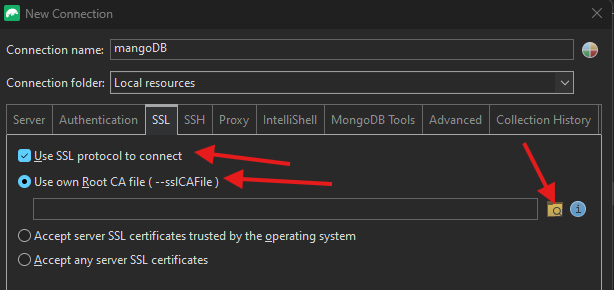 New Connection
Connection name: mangoDB
Connection folder: Local resources
Server Authentication SSL SSH Proxy IntelliShell MongoDB Tools Advanced Collection History
Use SSL protocol to connect
Use own Root CA file ( --sslCAFile )
Accept server SSL certificates trusted by the operating system
Accept any server SSL certificates